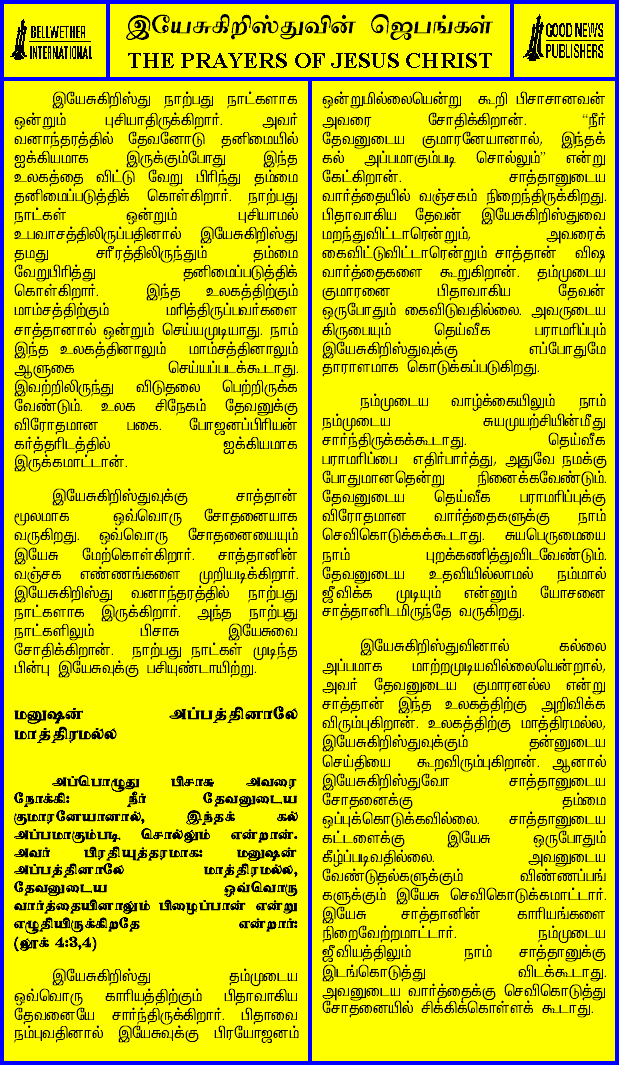 BELLWETHER
INTERNATIONAL
இயேசுகிறிஸ்துவின் ஜெபங்கள்
THE PRAYERS OF JESUS CHRIST
GOOD NEWS
PUBLISHERS
இயேசுகிறிஸ்து நாற்பது நாட்களாக
ஒன்றும் புசியாதிருக்கிறார். அவர்
வனாந்தரத்தில் தேவனோடு தனிமையில்
ஐக்கியமாக இருக்கும்போது இந்த
உலகத்தை விட்டு வேறு பிரிந்து தம்மை
தனிமைப்படுத்திக் கொள்கிறார். நாற்பது
நாட்கள் ஒன்றும் புசியாமல்
உபவாசத்திலிருப்பதினால் இயேசுகிறிஸ்து
தமது சரீரத்திலிருந்தும் தம்மை
வேறுபிரித்து தனிமைப்படுத்திக்
கொள்கிறார். இந்த உலகத்திற்கும்
மாம்சத்திற்கும் மரித்திருப்பவர்களை
சாத்தானால் ஒன்றும் செய்யமுடியாது. நாம்
இந்த உலகத்தினாலும் மாம்சத்தினாலும்
ஆளுகை செய்யப்படக்கூடாது.
இவற்றிலிருந்து விடுதலை பெற்றிருக்க
வேண்டும். உலக சிநேகம் தேவனுக்கு
விரோதமான பகை. போஜனப்பிரியன்
கர்த்தரிடத்தில் ஐக்கியமாக
இருக்கமாட்டான்.
இயேசுகிறிஸ்துவுக்கு சாத்தான்
மூலமாக ஒவ்வொரு சோதனையாக
வருகிறது. ஒவ்வொரு சோதனையையும்
இயேசு மேற்கொள்கிறார். சாத்தானின்
வஞ்சக எண்ணங்களை முறியடிக்கிறார்.
இயேசுகிறிஸ்து வனாந்தரத்தில் நாற்பது
நாட்களாக இருக்கிறார். அந்த நாற்பது
நாட்களிலும் பிசாசு இயேசுவை
சோதிக்கிறான். நாற்பது நாட்கள் முடிந்த
பின்பு இயேசுவுக்கு பசியுண்டாயிற்று.
மனுஷன் அப்பத்தினாலே
மாத்திரமல்ல
அப்பொழுது பிசாசு அவரை
நோக்கி: நீர் தேவனுடைய
குமாரனேயானால், இந்தக் கல்
அப்பமாகும்படி சொல்லும் என்றான்.
அவர் பிரதியுத்தரமாக: மனுஷன்
அப்பத்தினாலே மாத்திரமல்ல,
தேவனுடைய ஒவ்வொரு
வார்த்தையினாலும் பிழைப்பான் என்று
எழுதியிருக்கிறதே என்றார்:
(லூக் 4:3,4)
இயேசுகிறிஸ்து தம்முடைய
ஒவ்வொரு காரியத்திற்கும் பிதாவாகிய
தேவனையே சார்ந்திருக்கிறார். பிதாவை
நம்புவதினால் இயேசுவுக்கு பிரயோஜனம்
ஒன்றுமில்லையென்று கூறி பிசாசானவன்
அவரை சோதிக்கிறான். “நீர்
தேவனுடைய குமாரனேயானால், இந்தக்
கல் அப்பமாகும்படி சொல்லும்” என்று
கேட்கிறான். சாத்தானுடைய
வார்த்தையில் வஞ்சகம் நிறைந்திருக்கிறது.
பிதாவாகிய தேவன் இயேசுகிறிஸ்துவை
மறந்துவிட்டாரென்றும், அவரைக்
கைவிட்டுவிட்டாரென்றும் சாத்தான் விஷ
வார்த்தைகளை கூறுகிறான். தம்முடைய
குமாரனை பிதாவாகிய தேவன்
ஒருபோதும் கைவிடுவதில்லை. அவருடைய
கிருபையும் தெய்வீக பராமரிப்பும்
இயேசுகிறிஸ்துவுக்கு எப்போதுமே
தாராளமாக கொடுக்கப்படுகிறது.
நம்முடைய வாழ்க்கையிலும் நாம்
நம்முடைய சுயமுயற்சியின்மீது
சார்ந்திருக்கக்கூடாது. தெய்வீக
பராமரிப்பை எதிர்பார்த்து, அதுவே நமக்கு
போதுமானதென்று நினைக்கவேண்டும்.
தேவனுடைய தெய்வீக பராமரிப்புக்கு
விரோதமான வார்த்தைகளுக்கு நாம்
செவிகொடுக்கக்கூடாது. சுயபெருமையை
நாம் புறக்கணித்துவிடவேண்டும்.
தேவனுடைய உதவியில்லாமல் நம்மால்
ஜீவிக்க முடியும் என்னும் யோசனை
சாத்தானிடமிருந்தே வருகிறது.
இயேசுகிறிஸ்துவினால் கல்லை
அப்பமாக மாற்றமுடியவில்லையென்றால்,
அவர் தேவனுடைய குமாரனல்ல என்று
சாத்தான் இந்த உலகத்திற்கு அறிவிக்க
விரும்புகிறான். உலகத்திற்கு மாத்திரமல்ல,
இயேசுகிறிஸ்துவுக்கும் தன்னுடைய
செய்தியை கூறவிரும்புகிறான். ஆனால்
இயேசுகிறிஸ்துவோ சாத்தானுடைய
சோதனைக்கு தம்மை
ஒப்புக்கொடுக்கவில்லை. சாத்தானுடைய
கட்டளைக்கு இயேசு ஒருபோதும்
கீழ்ப்படிவதில்லை. அவனுடைய
வேண்டுதல்களுக்கும் விண்ணப்பங்
களுக்கும் இயேசு செவிகொடுக்கமாட்டார்.
இயேசு சாத்தானின் காரியங்களை
நிறைவேற்றமாட்டார். நம்முடைய
ஜீவியத்திலும் நாம் சாத்தானுக்கு
இடங்கொடுத்து விடக்கூடாது.
அவனுடைய வார்த்தைக்கு செவிகொடுத்து
சோதனையில் சிக்கிக்கொள்ளக் கூடாது.